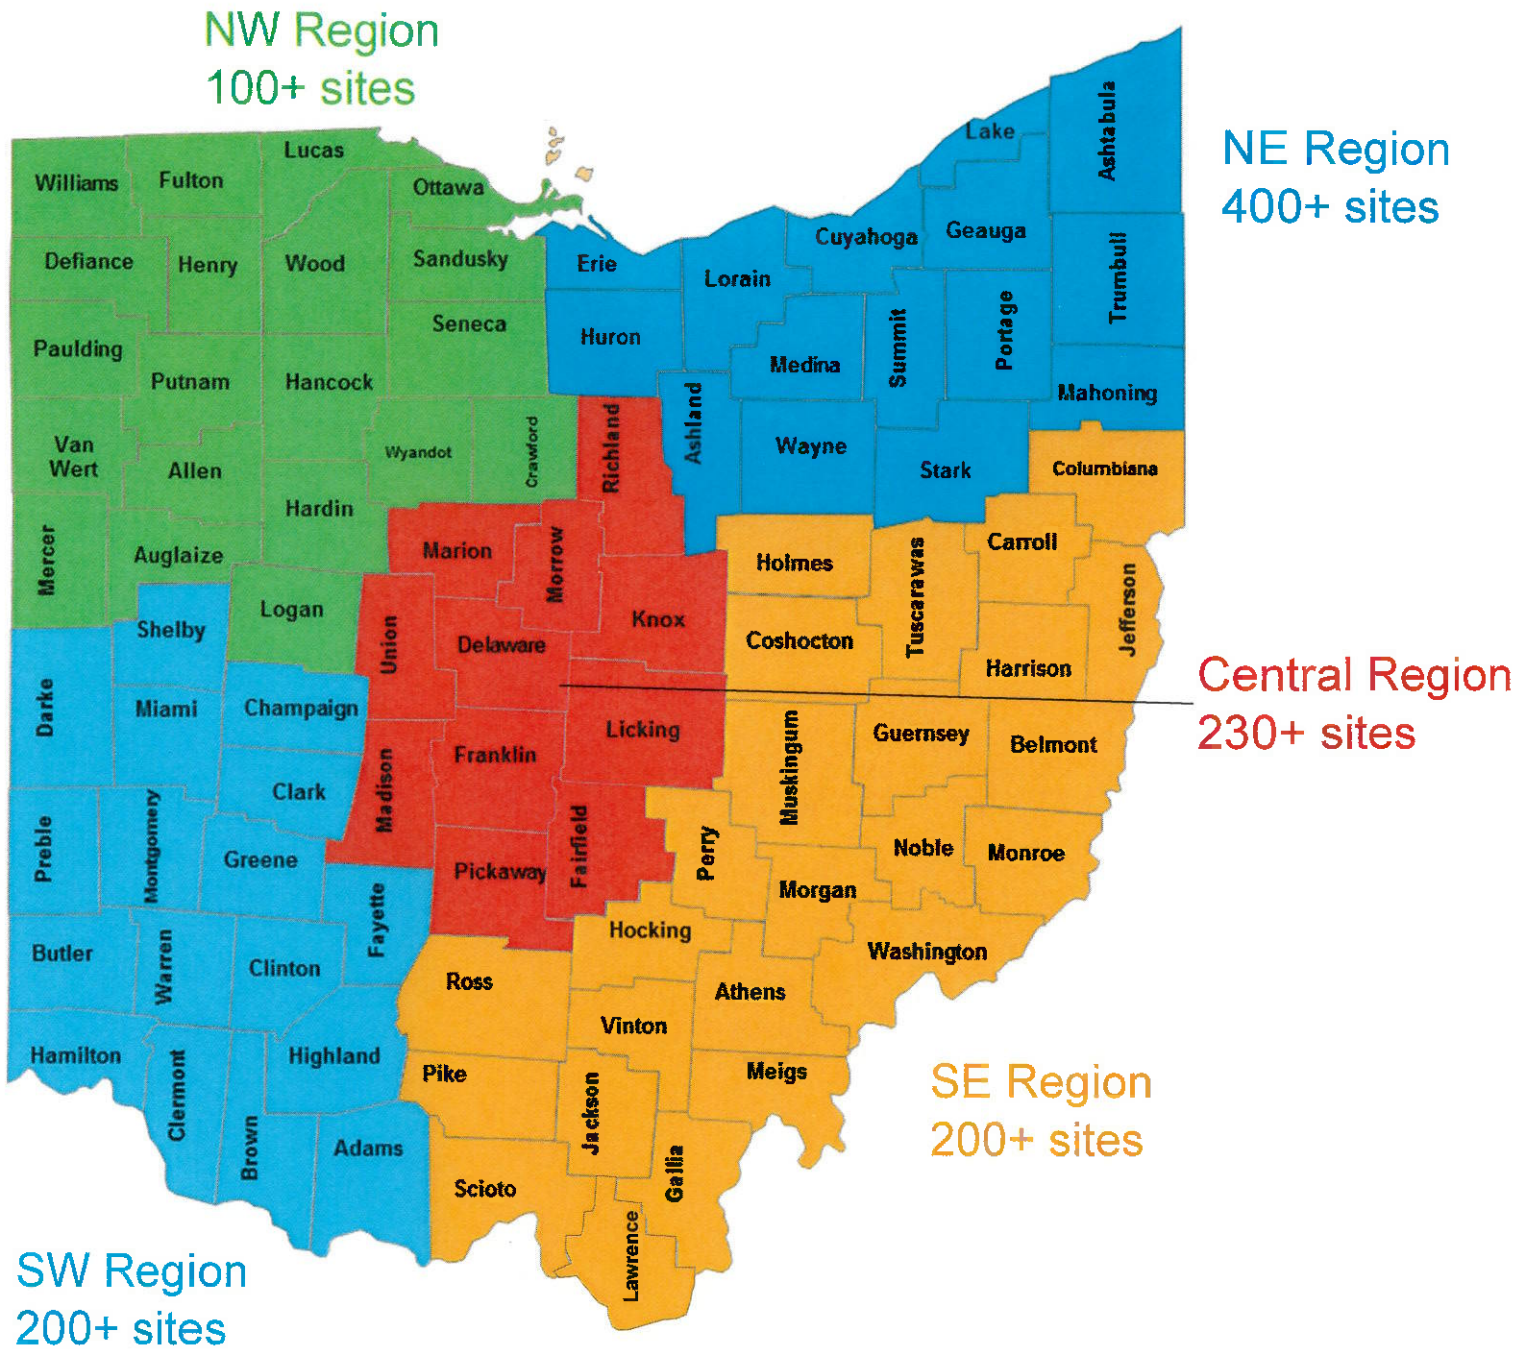 NW Region
100+ sites
NE Region
400+ sites
Central Region
230+ sites
SE Region
200+ sites
SW Region
200+ sites
Williams
Fulton
Lucas
Ottawa
Defiance
Henry
Wood
Sandusky
Paulding
Putnam
Hancock
Seneca
Van
Wert
Allen
Wyandot
Crawford
Mercer
Auglaize
Hardin
Logan
Lake
Ashtabula
Cuyahoga
Geauga
Trumbull
Erie
Lorain
Huron
Medina
Summit
Portage
Mahoning
Ashland
Wayne
Stark
Richland
Marion
Morrow
Knox
Union
Delaware
Licking
Franklin
Madison
Pickaway
Fairfield
Columbiana
Holmes
Tuscarawas
Carroll
Jefferson
Coshocton
Harrison
Muskingum
Guernsey
Belmont
Perry
Morgan
Noble
Monroe
Hocking
Washington
Ross
Athens
Vinton
Pike
Jackson
Meigs
Scioto
Gallia
Lawrence
Shelby
Darke
Miami
Champaign
Clark
Preble
Montgomery
Greene
Fayette
Butler
Warren
Clinton
Hamilton
Clermont
Highland
Brown
Adams